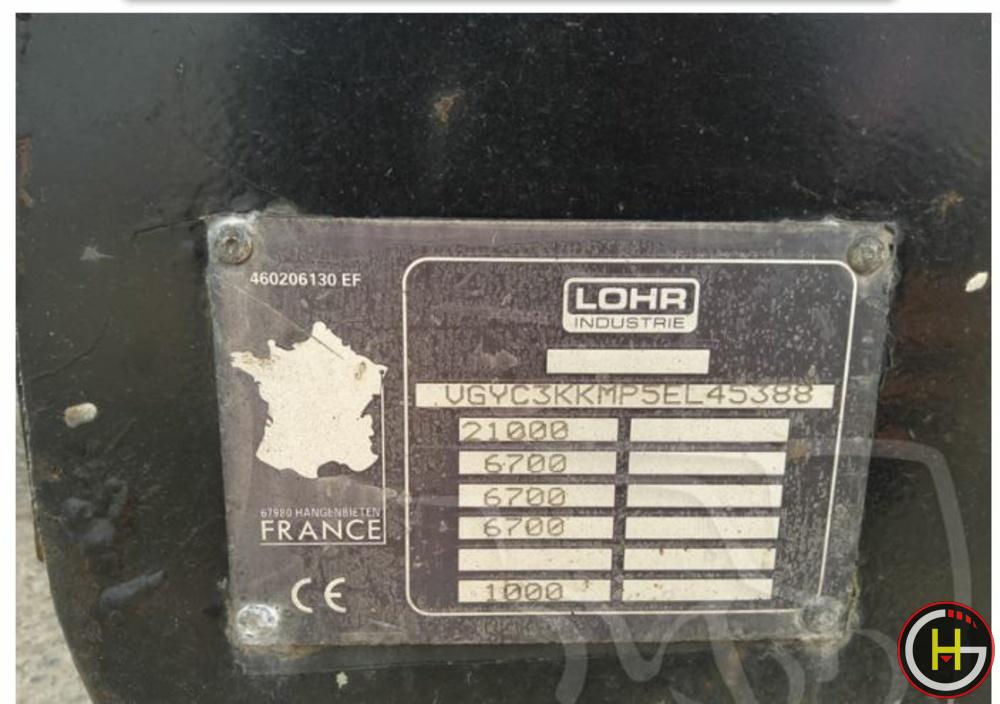 460206130 EF
LOHR
INDUSTRIE
VGYC3KKMP5EL45388
21000
6700
6700
6700
1000
67980 HANGENBIETEN
FRANCE
CE